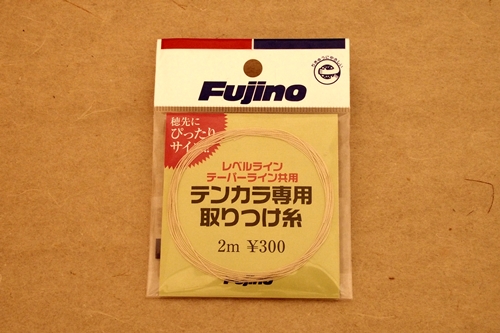 Fujino
穂先に
ぴったり
サイズ!!
レベルライン
テーパーライン共用
テンカラ専用
取りつけ糸
2m ¥300
Fujino